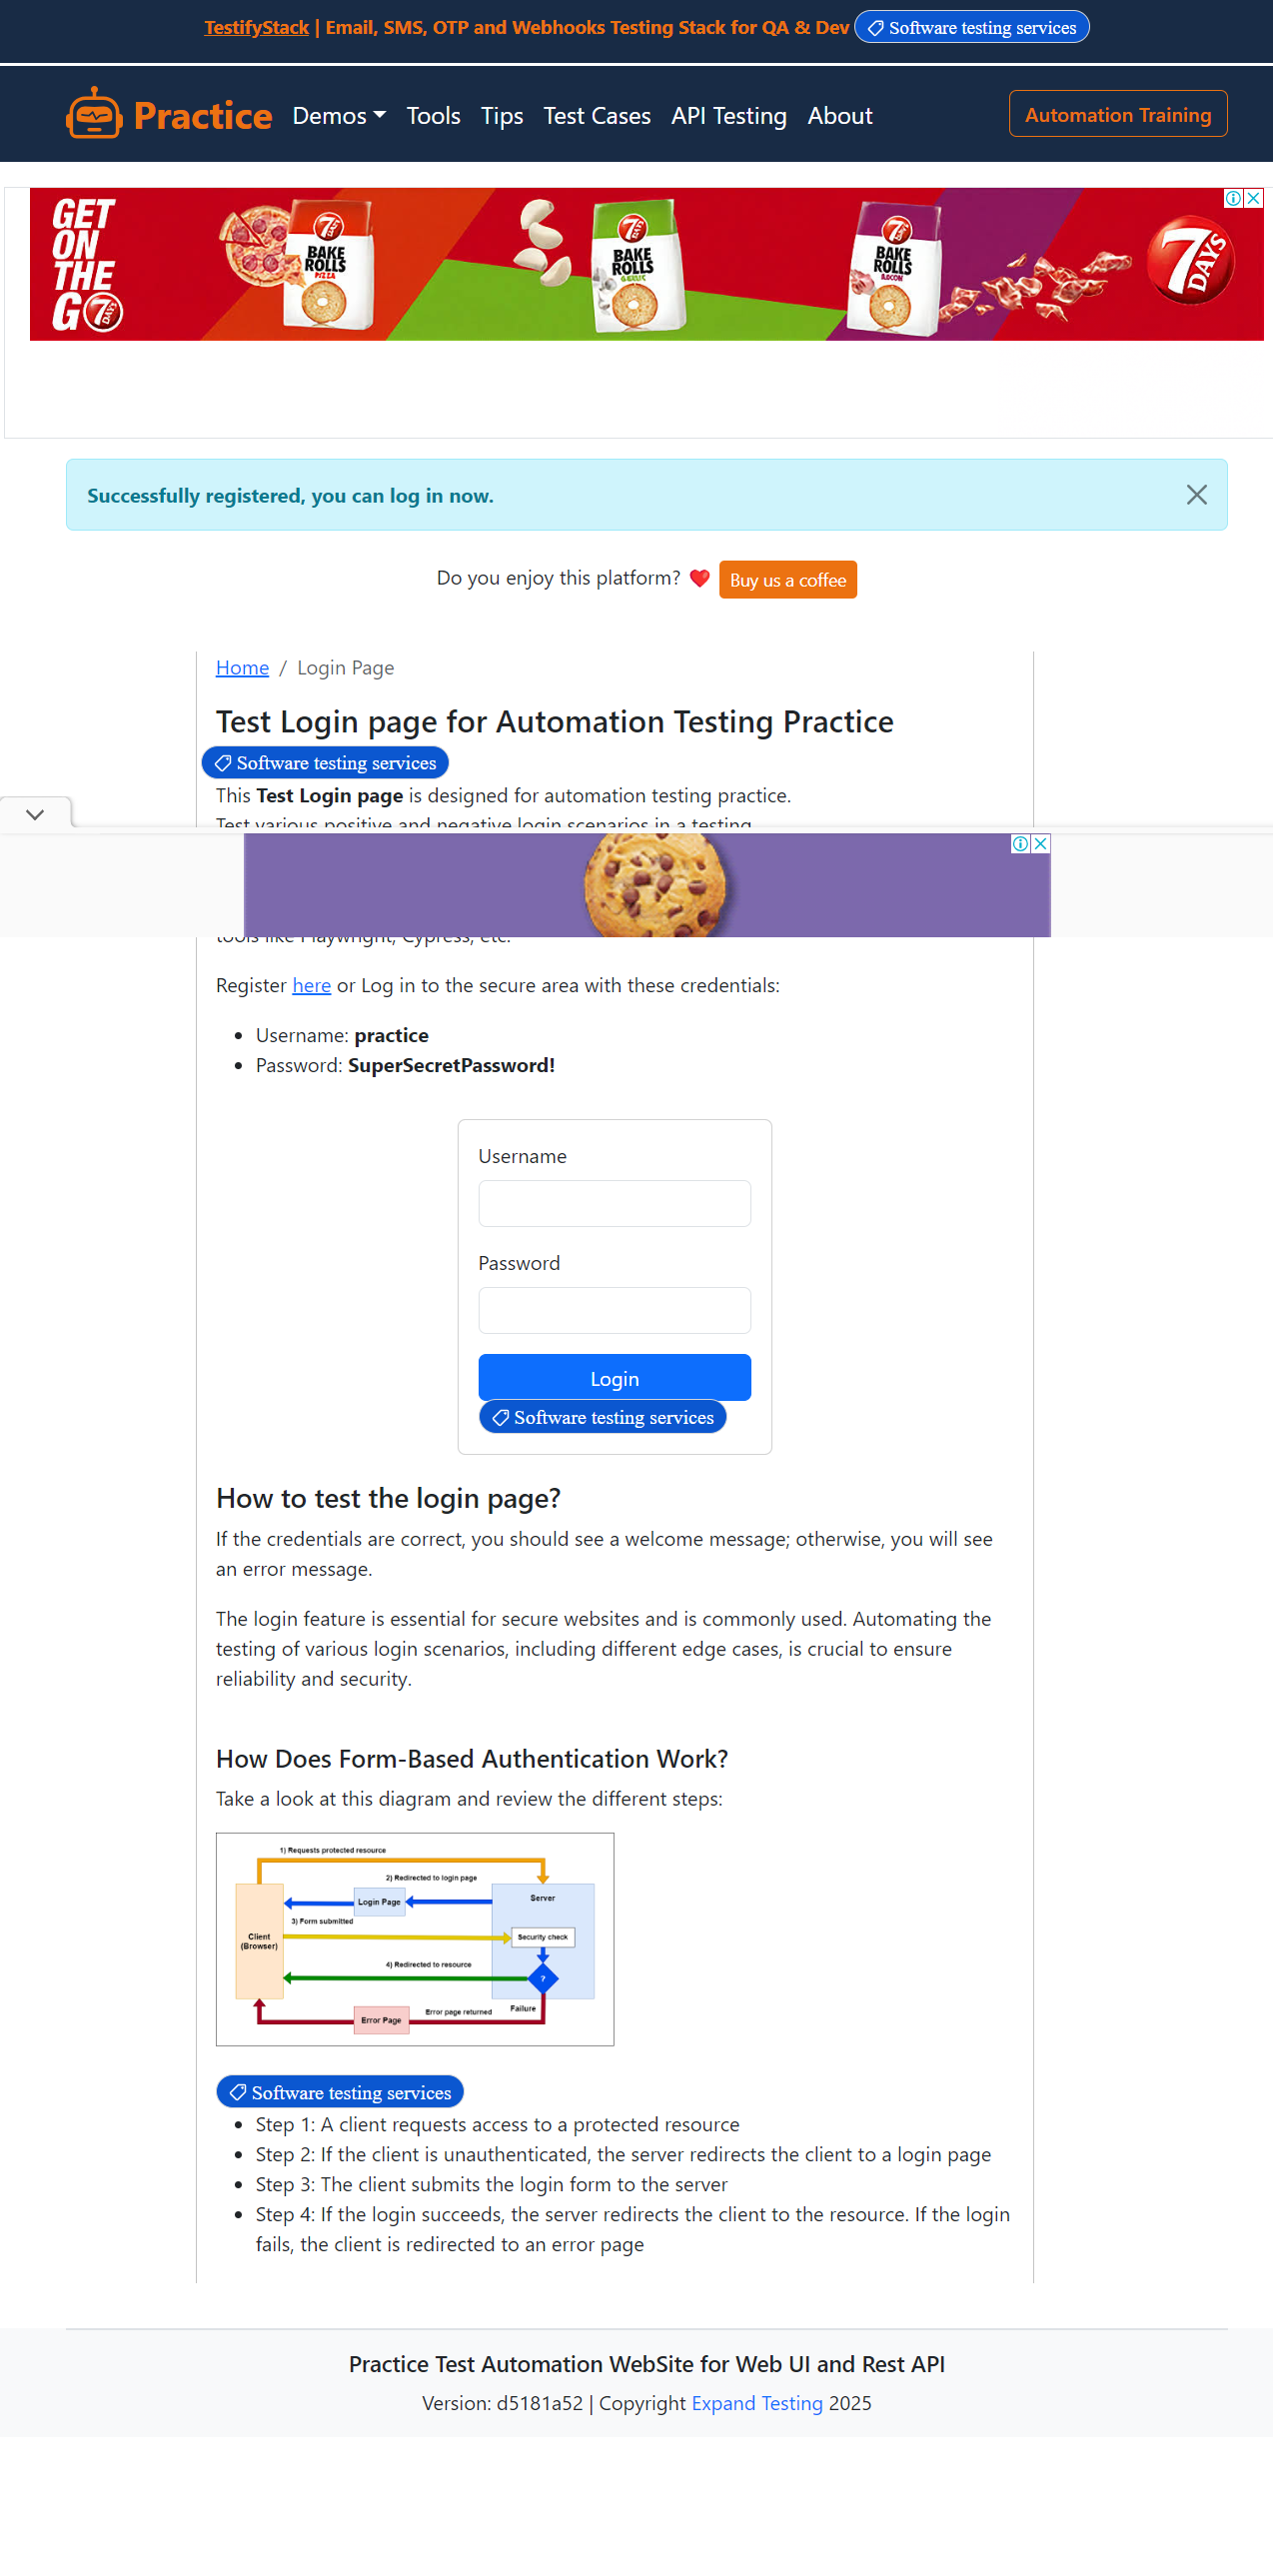 TestifyStack | Email, SMS, OTP and Webhooks Testing Stack for QA & Dev Software testing services
Practice Demos Tools Tips Test Cases API Testing About Automation Training
GET
ON
THE
GO
7 DAYS
7
BAKE
ROLLS
PIZZA
7
BAKE
ROLLS
GARLIC
7
BAKE
ROLLS
BACON
7 DAYS
Successfully registered, you can log in now.
Do you enjoy this platform? ❤️ Buy us a coffee
Home / Login Page
Test Login page for Automation Testing Practice
Software testing services
This Test Login page is designed for automation testing practice.
Test various positive and negative login scenarios in a testing
tools like Playwright, Cypress, etc.
Register here or Log in to the secure area with these credentials:
• Username: practice
• Password: SuperSecretPassword!
Username
Password
Login
Software testing services
How to test the login page?
If the credentials are correct, you should see a welcome message; otherwise, you will see
an error message.
The login feature is essential for secure websites and is commonly used. Automating the
testing of various login scenarios, including different edge cases, is crucial to ensure
reliability and security.
How Does Form-Based Authentication Work?
Take a look at this diagram and review the different steps:
1) Requests protected resource
2) Redirected to login page
Login Page
Server
3) Form submitted
Client
(Browser)
Security check
4) Redirected to resource
?
Error page returned
Failure
Error Page
Software testing services
• Step 1: A client requests access to a protected resource
• Step 2: If the client is unauthenticated, the server redirects the client to a login page
• Step 3: The client submits the login form to the server
• Step 4: If the login succeeds, the server redirects the client to the resource. If the login
fails, the client is redirected to an error page
Practice Test Automation WebSite for Web UI and Rest API
Version: d5181a52 | Copyright Expand Testing 2025